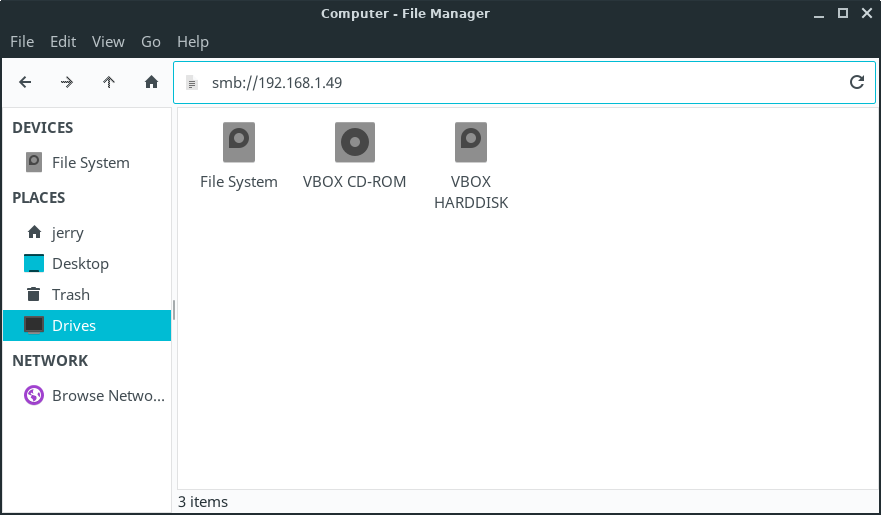 Computer - File Manager
File Edit View Go Help
smb://192.168.1.49
DEVICES
File System
PLACES
jerry
Desktop
Trash
Drives
NETWORK
Browse Netwo...
File System
VBOX CD-ROM
VBOX
HARDDISK
3 items